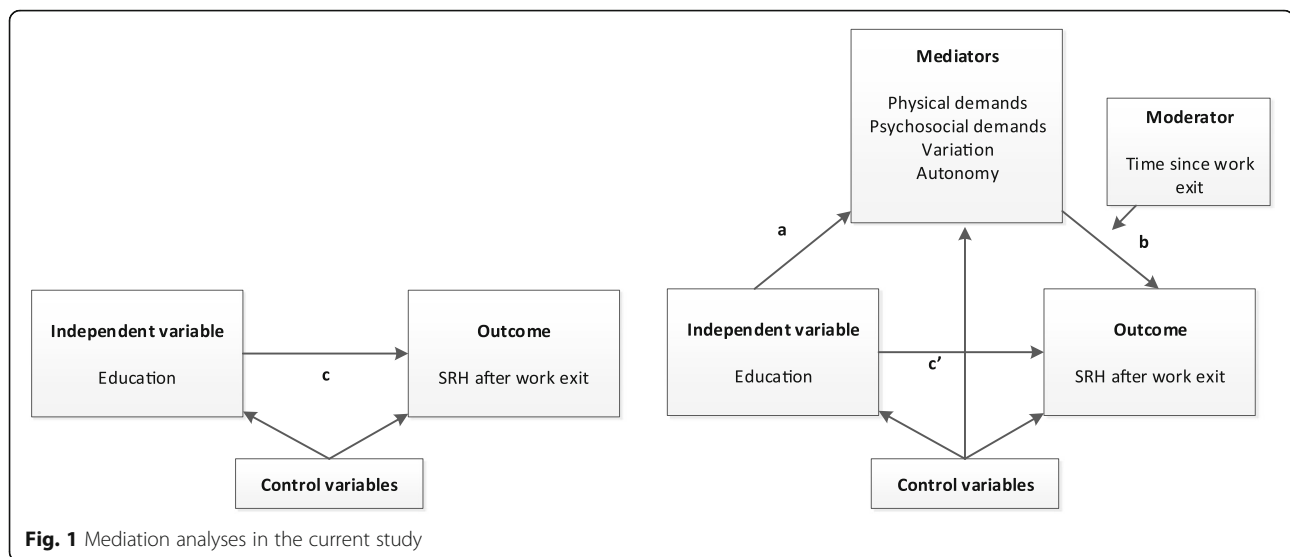 Independent variable
Education
c
Outcome
SRH after work exit
Control variables
Mediators
Physical demands
Psychosocial demands
Variation
Autonomy
Moderator
Time since work
exit
a
b
Independent variable
Education
c’
Outcome
SRH after work exit
Control variables
Fig. 1 Mediation analyses in the current study